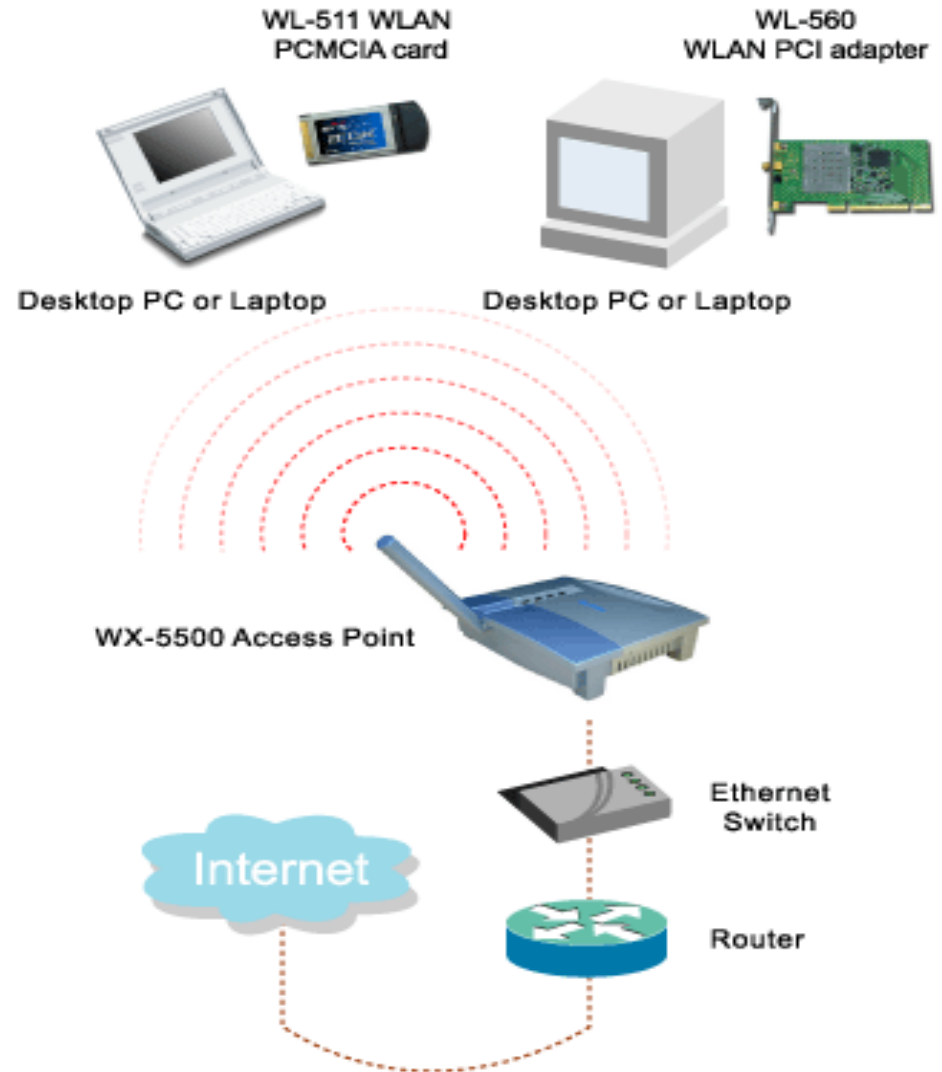 WL-511 WLAN
PCMCIA card
WL-560
WLAN PCI adapter
Desktop PC or Laptop
Desktop PC or Laptop
WX-5500 Access Point
Ethernet
Switch
Internet
Router